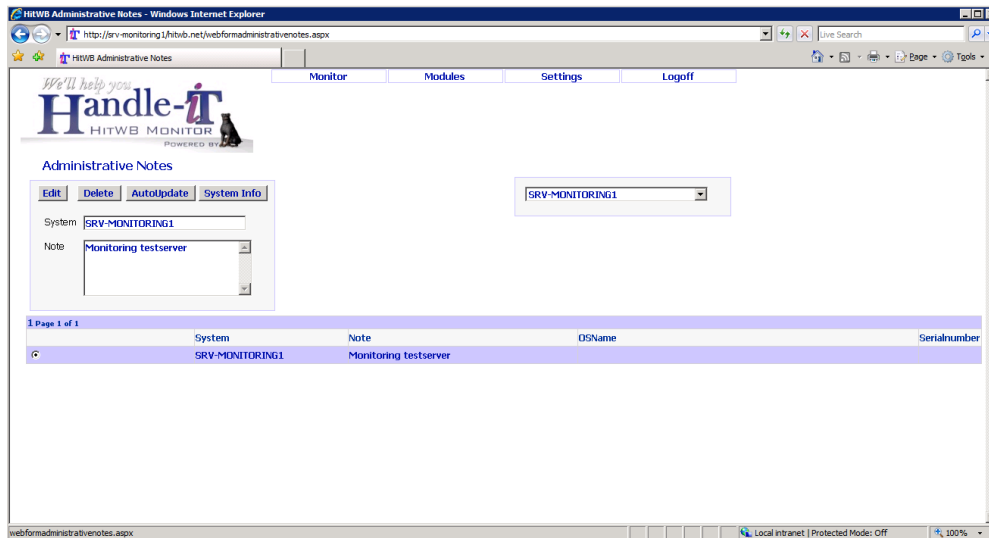 HitWB Administrative Notes - Windows Internet Explorer
http://srv-monitoring1/hitwb.net/webformadministrativenotes.aspx
Live Search
HitWB Administrative Notes
Page
Tools
Monitor Modules Settings Logoff
We'll help you
Handle-iT
HITWB MONITOR
POWERED BY
Administrative Notes
Edit Delete AutoUpdate System Info
SRV-MONITORING1
System SRV-MONITORING1
Note Monitoring testserver
1 Page 1 of 1
System Note OSName Serialnumber
SRV-MONITORING1 Monitoring testserver
webformadministrativenotes.aspx
Local intranet | Protected Mode: Off
100%